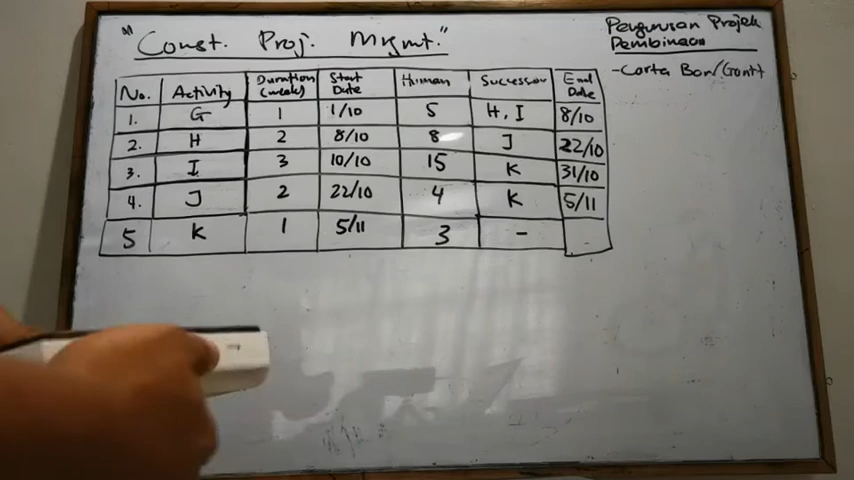 "Const. Proj. Mngmt."
Pengurusan Projek
Pembinaan
- Carta Bar/Gantt
No. Activity Duration (week) Start Date Human Successor End Date
1. G 1 1/10 5 H, I 8/10
2. H 2 8/10 8 J 22/10
3. I 3 10/10 15 K 31/10
4. J 2 22/10 4 K 5/11
5 K 1 5/11 3 -